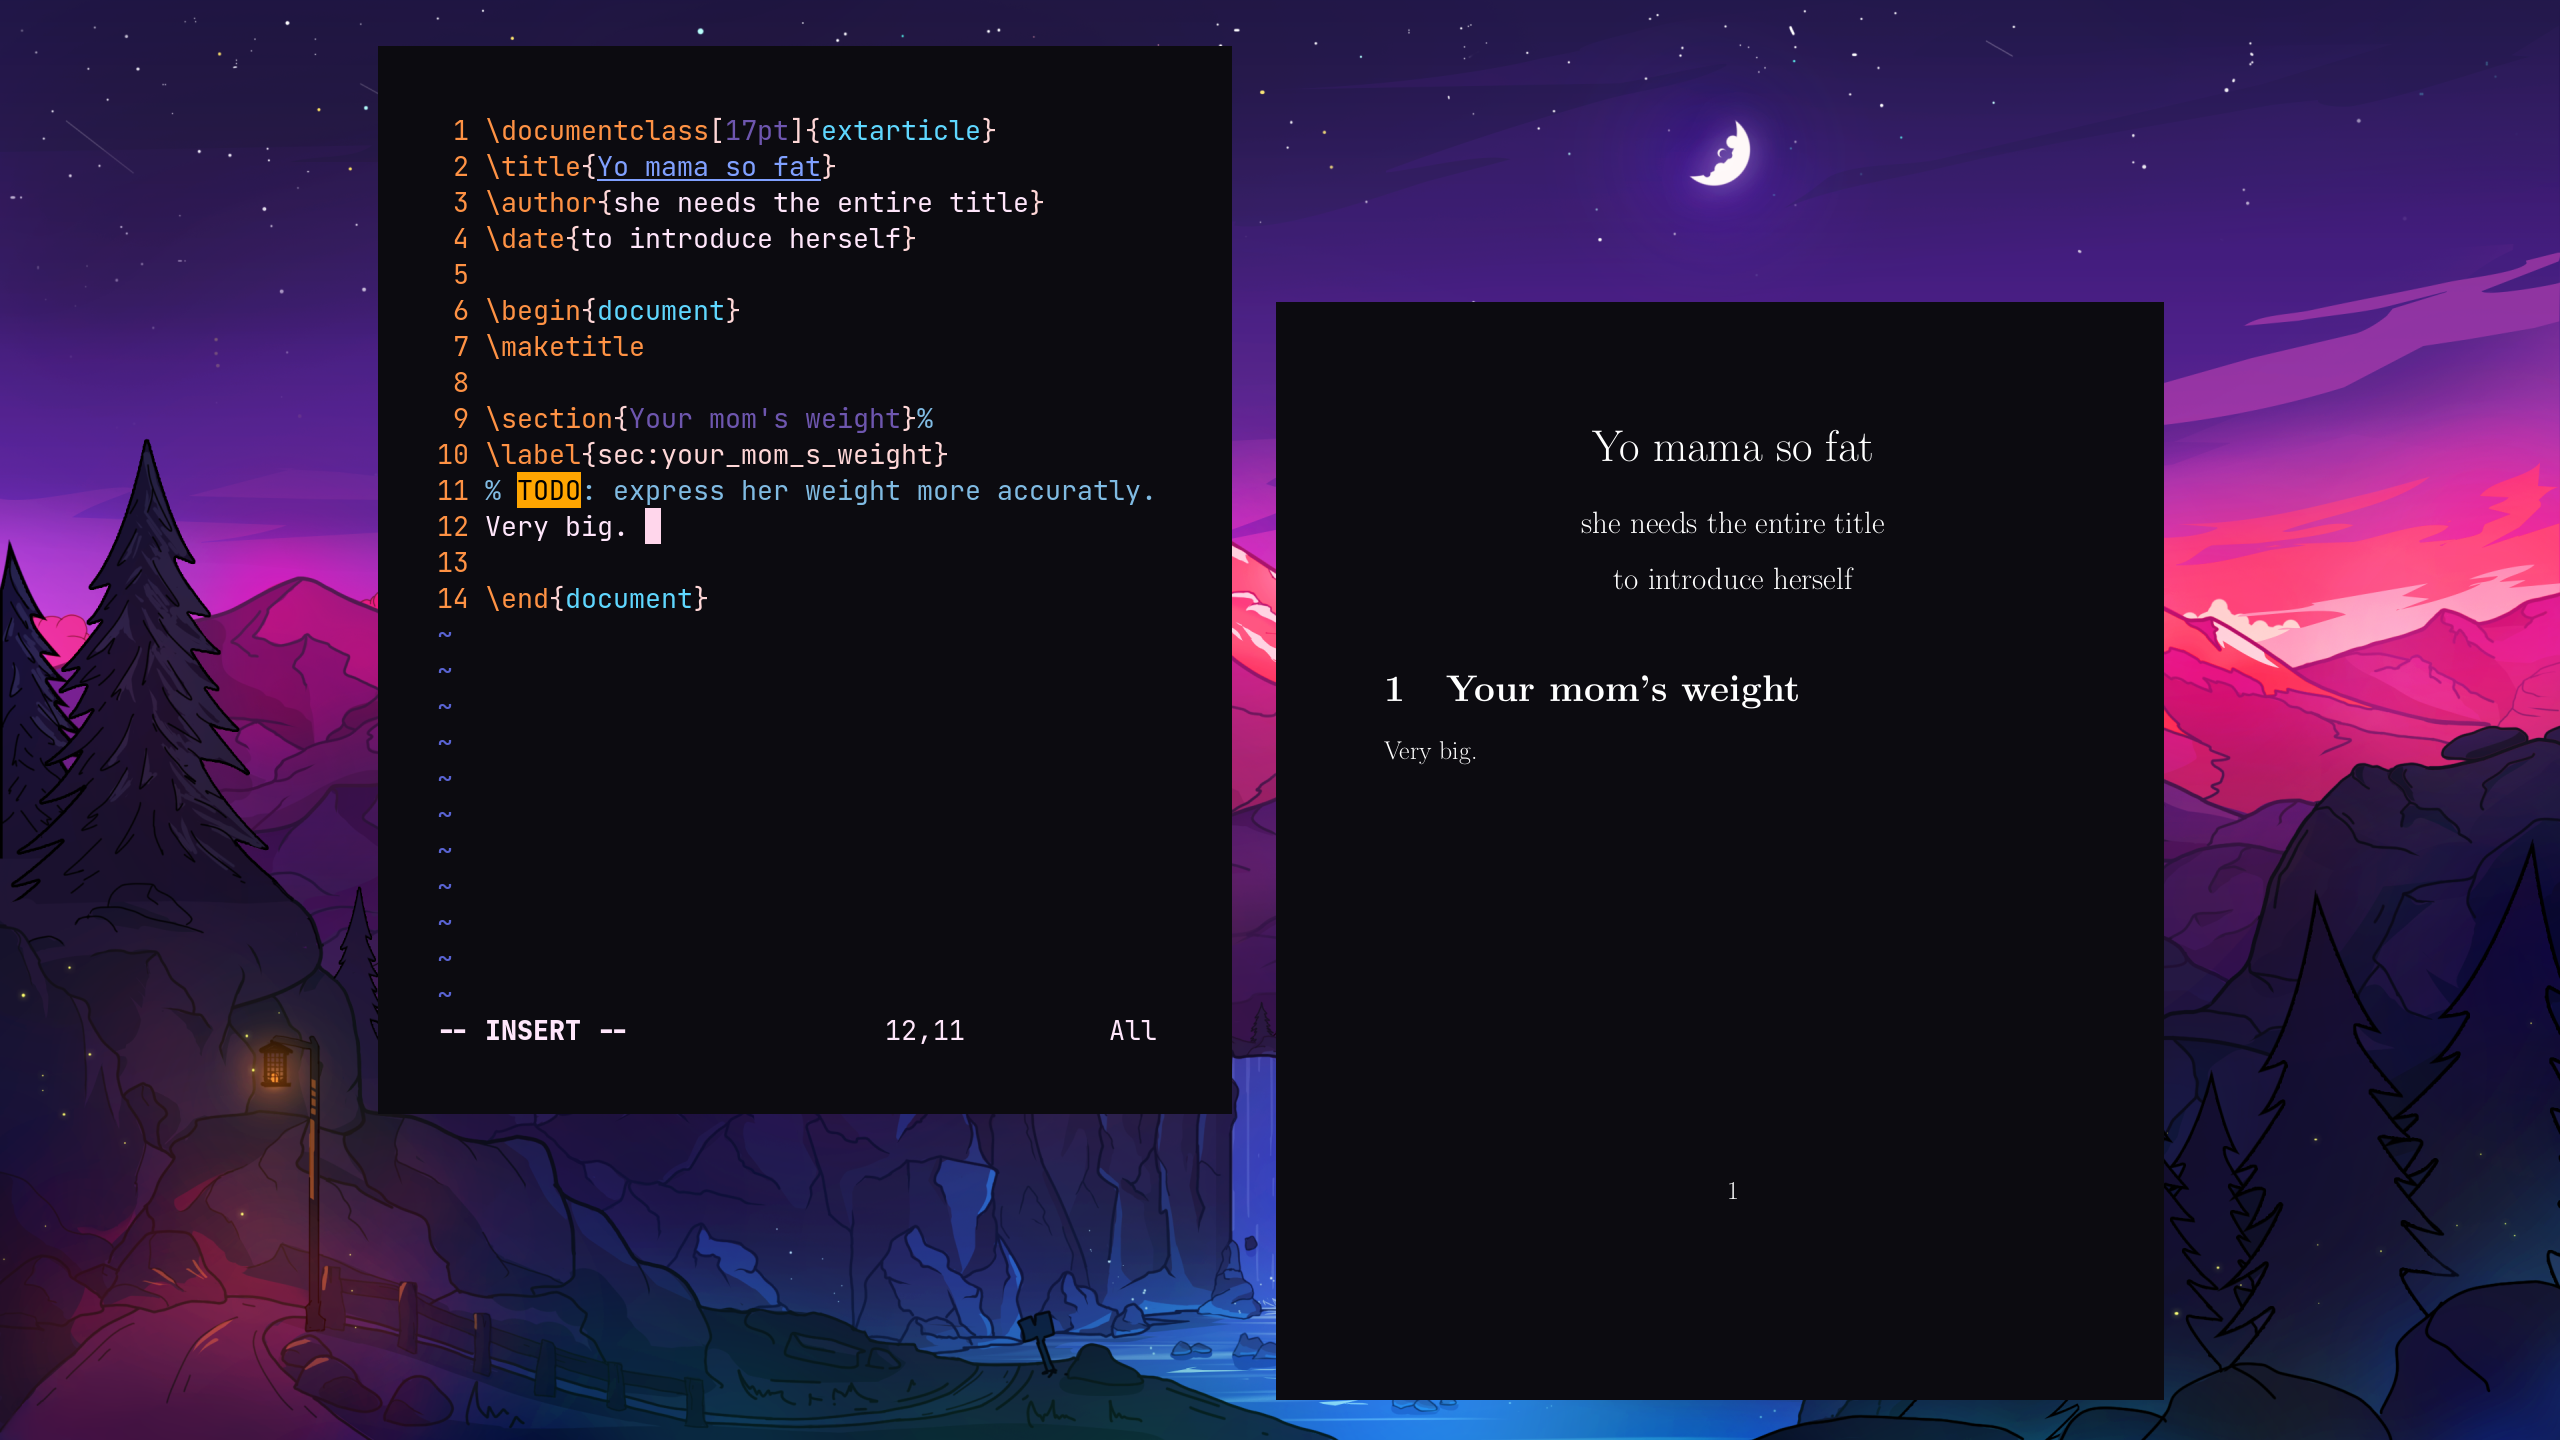 1 \documentclass[17pt]{extarticle}
2 \title{Yo mama so fat}
3 \author{she needs the entire title}
4 \date{to introduce herself}
5
6 \begin{document}
7 \maketitle
8
9 \section{Your mom's weight}%
10 \label{sec:your_mom_s_weight}
11 % TODO: express her weight more accuratly.
12 Very big.
13
14 \end{document}
~
~
~
~
~
~
~
~
~
~
~
-- INSERT -- 12,11 All
Yo mama so fat
she needs the entire title
to introduce herself
1 Your mom's weight
Very big.
1